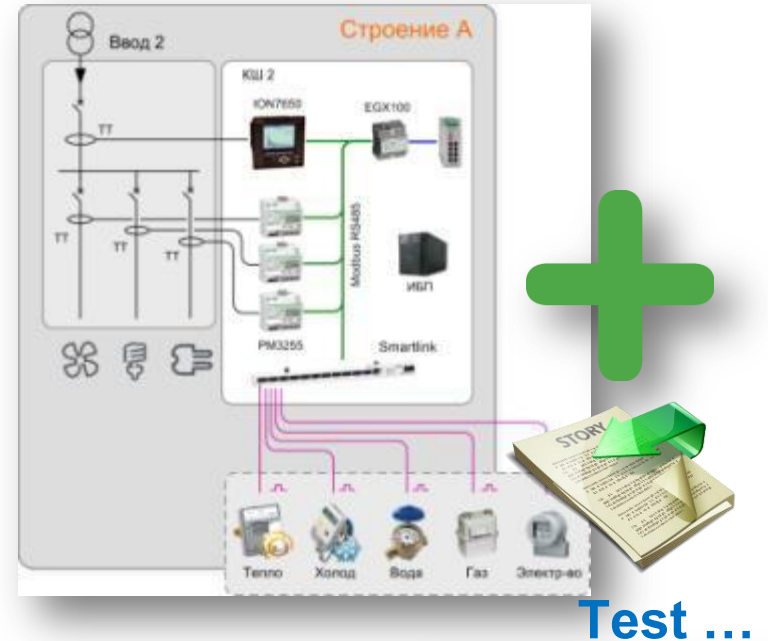 Строение А
Ввод 2
КШ 2
ION7650
EGX100
ТТ
Modbus RS485
ТТ
ТТ
ТТ
ИБП
PM3255
Smartlink
STORY
Тепло
Холод
Вода
Газ
Электр-во
Test ...